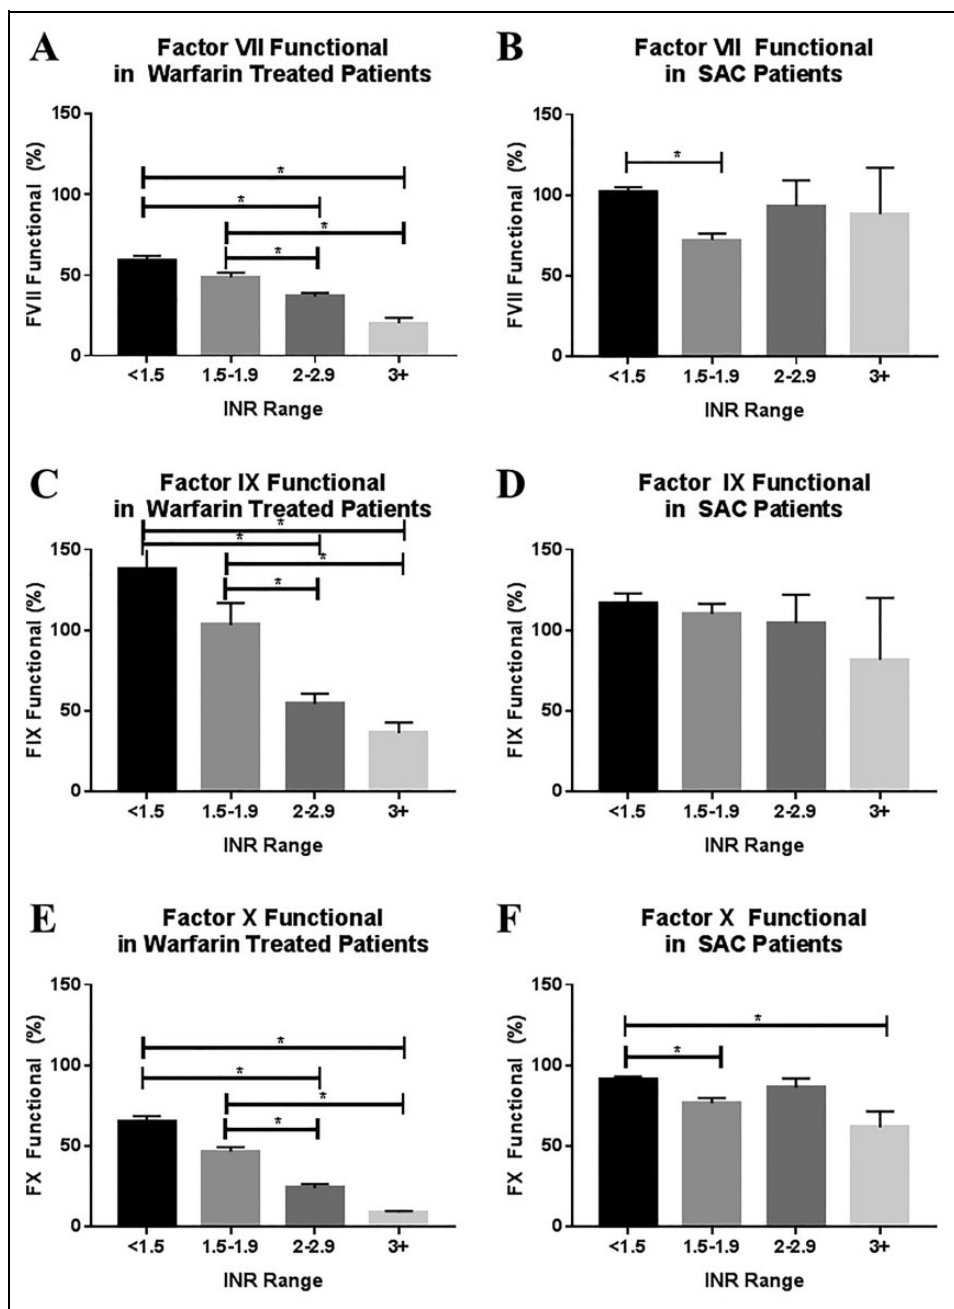 A
Factor VII Functional
in Warfarin Treated Patients
FVII Functional (%)
150
100
50
0
*
*
*
*
<1.5 1.5-1.9 2-2.9 3+
INR Range
B
Factor VII Functional
in SAC Patients
FVII Functional (%)
150
100
50
0
*
<1.5 1.5-1.9 2-2.9 3+
INR Range
C
Factor IX Functional
in Warfarin Treated Patients
FIX Functional (%)
150
100
50
0
*
*
*
*
<1.5 1.5-1.9 2-2.9 3+
INR Range
D
Factor IX Functional
in SAC Patients
FIX Functional (%)
150
100
50
0
<1.5 1.5-1.9 2-2.9 3+
INR Range
E
Factor X Functional
in Warfarin Treated Patients
FX Functional (%)
150
100
50
0
*
*
*
*
<1.5 1.5-1.9 2-2.9 3+
INR Range
F
Factor X Functional
in SAC Patients
FX Functional (%)
150
100
50
0
*
*
<1.5 1.5-1.9 2-2.9 3+
INR Range